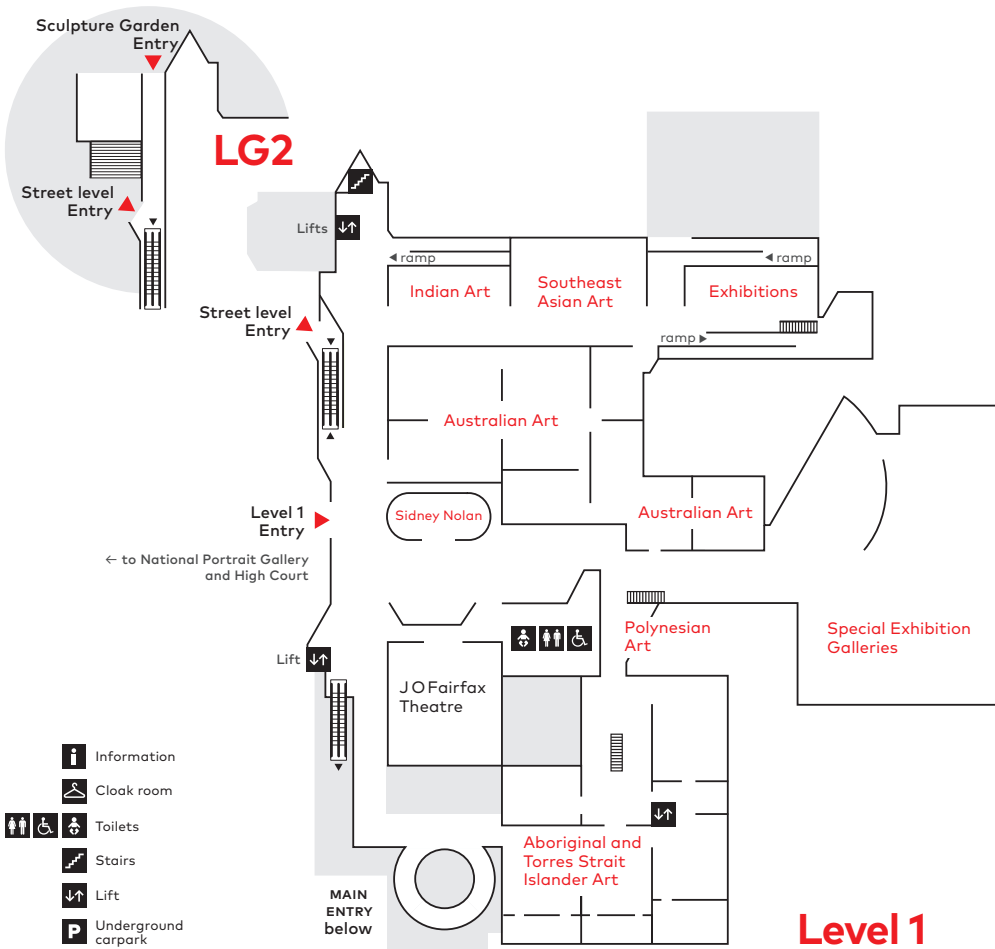 Sculpture Garden
Entry
LG2
Street level
Entry
Lifts
ramp
ramp
Indian Art
Southeast
Asian Art
Exhibitions
Street level
Entry
ramp
Australian Art
Level 1
Entry
Sidney Nolan
Australian Art
← to National Portrait Gallery
and High Court
Polynesian
Art
Special Exhibition
Galleries
Lift
J O Fairfax
Theatre
i Information
Cloak room
Toilets
Stairs
Lift
P Underground
carpark
Aboriginal and
Torres Strait
Islander Art
MAIN
ENTRY
below
Level 1